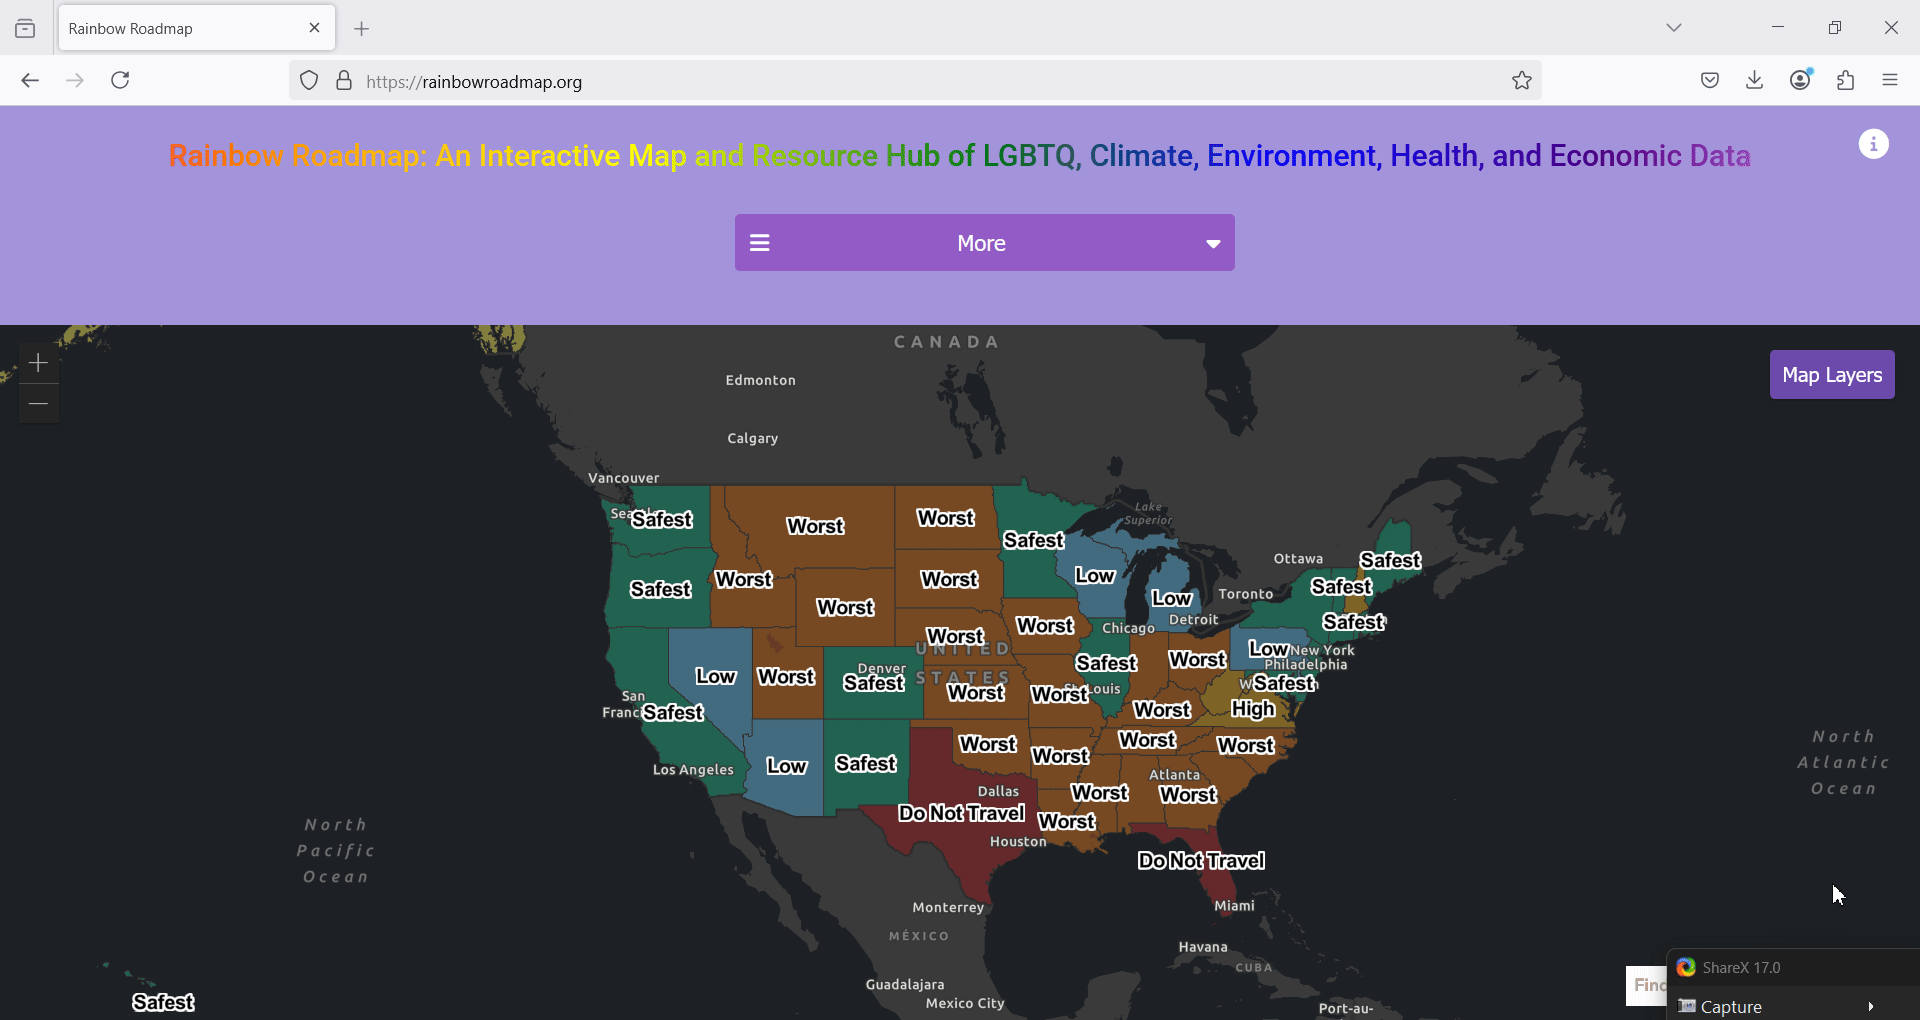 Rainbow Roadmap
https://rainbowroadmap.org
Rainbow Roadmap: An Interactive Map and Resource Hub of LGBTQ, Climate, Environment, Health, and Economic Data
More
Map Layers
CANADA
Edmonton
Calgary
Vancouver
Safest
Worst
Worst
Safest
Lake
Superior
Ottawa
Safest
Safest
Worst
Worst
Worst
Low
Low
Safest
Toronto
Detroit
Safest
Worst
Worst
Chicago
UNITED
STATES
Low
New York
Philadelphia
Low
Worst
Denver
Safest
Worst
Worst
Safest
Worst
Safest
San
Safest
Worst
High
Los Angeles
Low
Safest
Worst
Worst
Worst
Worst
Atlanta
Dallas
Worst
Worst
Do Not Travel
Worst
Houston
Do Not Travel
Miami
Monterrey
MÉXICO
Havana
CUBA
Guadalajara
Mexico City
Port-au-
North
Pacific
Ocean
North
Atlantic
Ocean
Safest
ShareX 17.0
Capture